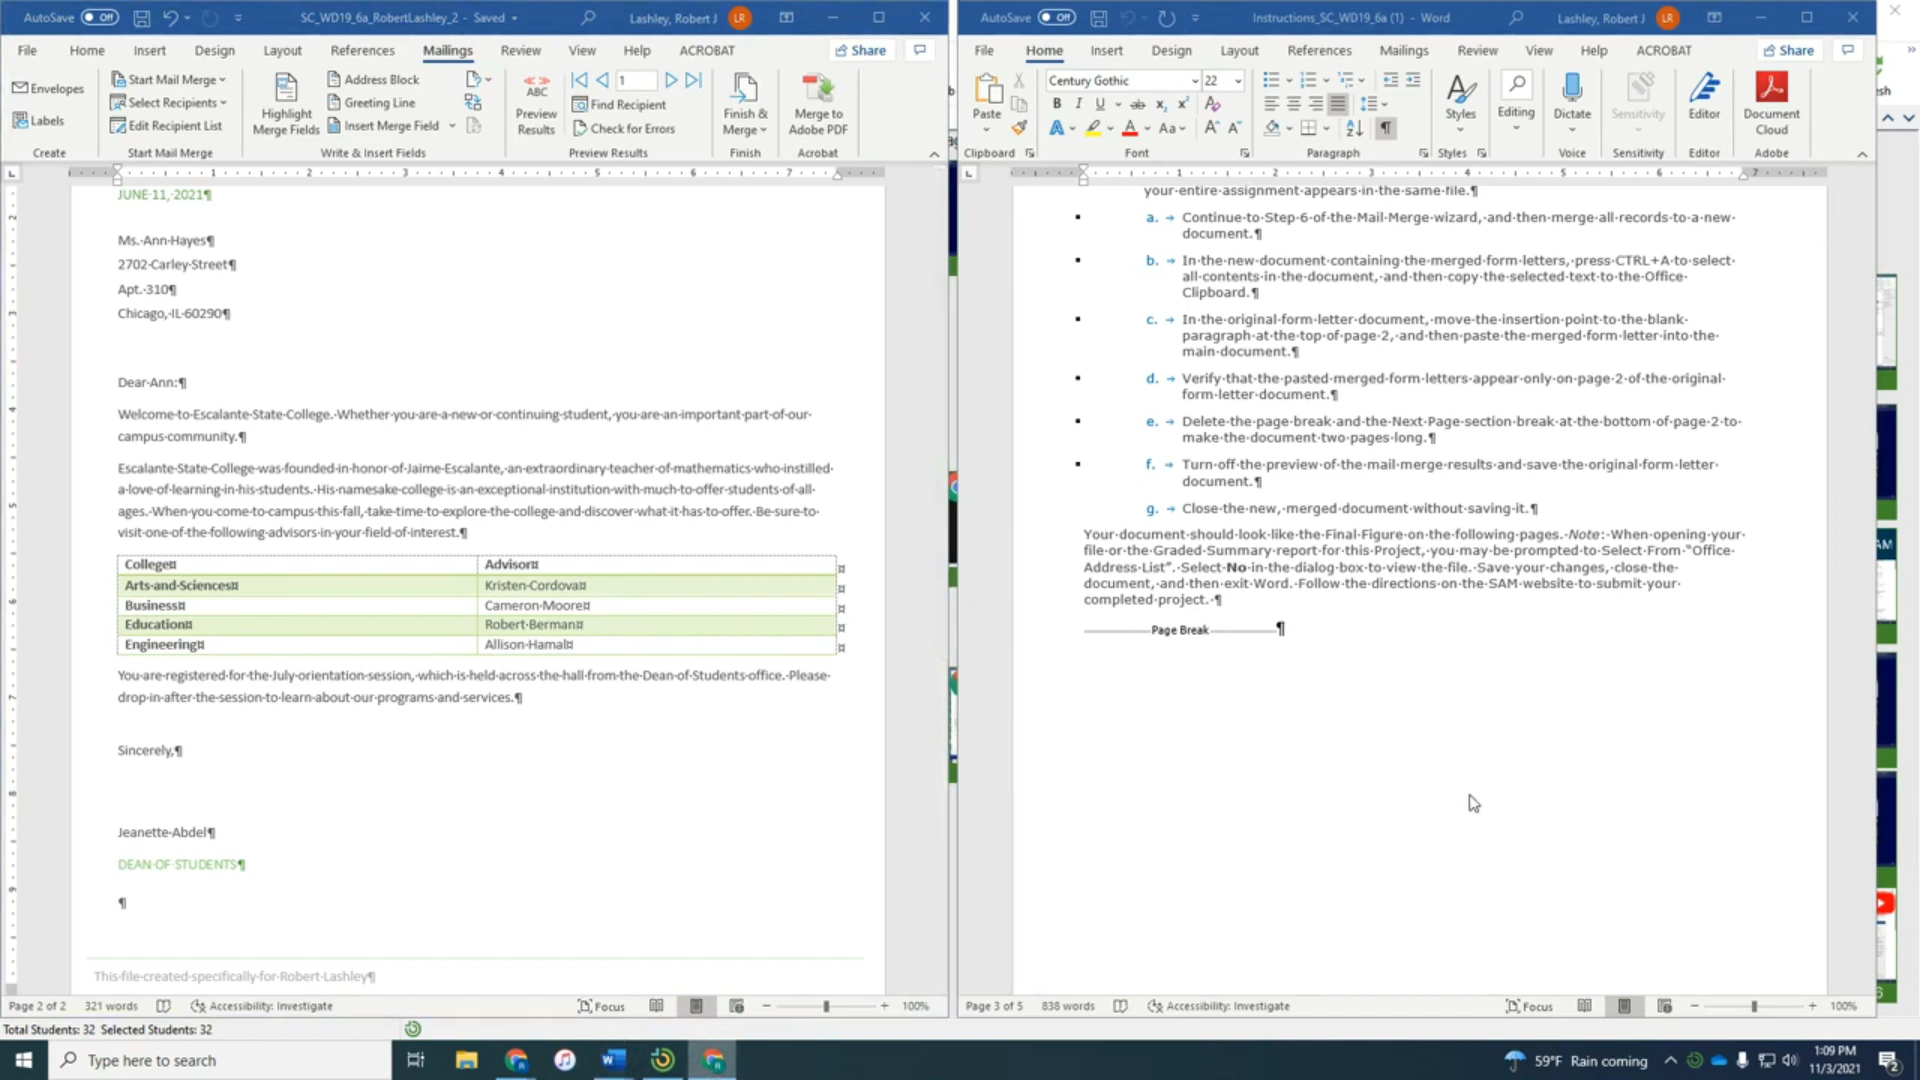 AutoSave Off SC_WD19_6a_RobertLashley_2 - Saved Lashley, Robert J LR
File Home Insert Design Layout References Mailings Review View Help ACROBAT Share
Envelopes
Labels
Create
Start Mail Merge
Select Recipients
Edit Recipient List
Start Mail Merge
Highlight
Merge Fields
Address Block
Greeting Line
Insert Merge Field
Write & Insert Fields
ABC
Preview
Results
1
Find Recipient
Check for Errors
Preview Results
Finish &
Merge
Finish
Merge to
Adobe PDF
Acrobat
1 2 3 4 5 6 7
JUNE·11,·2021¶
Ms.·Ann·Hayes¶
2702·Carley·Street¶
Apt.·310¶
Chicago,·IL·60290¶
Dear·Ann:¶
Welcome·to·Escalante·State·College.·Whether·you·are·a·new·or·continuing·student,·you·are·an·important·part·of·our·
campus·community.¶
Escalante·State·College·was·founded·in·honor·of·Jaime·Escalante,·an·extraordinary·teacher·of·mathematics·who·instilled·
a·love·of·learning·in·his·students.·His·namesake·college·is·an·exceptional·institution·with·much·to·offer·students·of·all·
ages.·When·you·come·to·campus·this·fall,·take·time·to·explore·the·college·and·discover·what·it·has·to·offer.·Be·sure·to·
visit·one·of·the·following·advisors·in·your·field·of·interest.¶
College¤ Advisor¤ ¤
Arts·and·Sciences¤ Kristen·Cordova¤ ¤
Business¤ Cameron·Moore¤ ¤
Education¤ Robert·Berman¤ ¤
Engineering¤ Allison·Hamal¤ ¤
You·are·registered·for·the·July·orientation·session,·which·is·held·across·the·hall·from·the·Dean·of·Students·office.·Please·
drop·in·after·the·session·to·learn·about·our·programs·and·services.¶
Sincerely,¶
Jeanette·Abdel¶
DEAN·OF·STUDENTS¶
¶
This·file·created·specifically·for·Robert·Lashley¶
Page 2 of 2 321 words Accessibility: Investigate Focus 100%
AutoSave Off Instructions_SC_WD19_6a (1) - Word Lashley, Robert J LR
File Home Insert Design Layout References Mailings Review View Help ACROBAT Share
Paste
Clipboard
Century Gothic 22
B I U ab x₂ x²
A A Aa A A
Font
Paragraph
Styles
Styles
Editing
Dictate
Voice
Sensitivity
Sensitivity
Editor
Editor
Document
Cloud
Adobe
1 2 3 4 5 6 7
your·entire·assignment·appears·in·the·same·file.¶
a. → Continue·to·Step·6·of·the·Mail·Merge·wizard,·and·then·merge·all·records·to·a·new·
document.¶
b. → In·the·new·document·containing·the·merged·form·letters,·press·CTRL+A·to·select·
all·contents·in·the·document,·and·then·copy·the·selected·text·to·the·Office·
Clipboard.¶
c. → In·the·original·form·letter·document,·move·the·insertion·point·to·the·blank·
paragraph·at·the·top·of·page·2,·and·then·paste·the·merged·form·letter·into·the·
main·document.¶
d. → Verify·that·the·pasted·merged·form·letters·appear·only·on·page·2·of·the·original·
form·letter·document.¶
e. → Delete·the·page·break·and·the·Next·Page·section·break·at·the·bottom·of·page·2·to·
make·the·document·two·pages·long.¶
f. → Turn·off·the·preview·of·the·mail·merge·results·and·save·the·original·form·letter·
document.¶
g. → Close·the·new,·merged·document·without·saving·it.¶
Your·document·should·look·like·the·Final·Figure·on·the·following·pages.·Note:·When·opening·your·
file·or·the·Graded·Summary·report·for·this·Project,·you·may·be·prompted·to·Select·From·“Office·
Address·List”.·Select·No·in·the·dialog·box·to·view·the·file.·Save·your·changes,·close·the·
document,·and·then·exit·Word.·Follow·the·directions·on·the·SAM·website·to·submit·your·
completed·project.·¶
Page Break ¶
Page 3 of 5 838 words Accessibility: Investigate Focus 100%
Total Students: 32 Selected Students: 32
Type here to search
59°F Rain coming
1:09 PM
11/3/2021
2